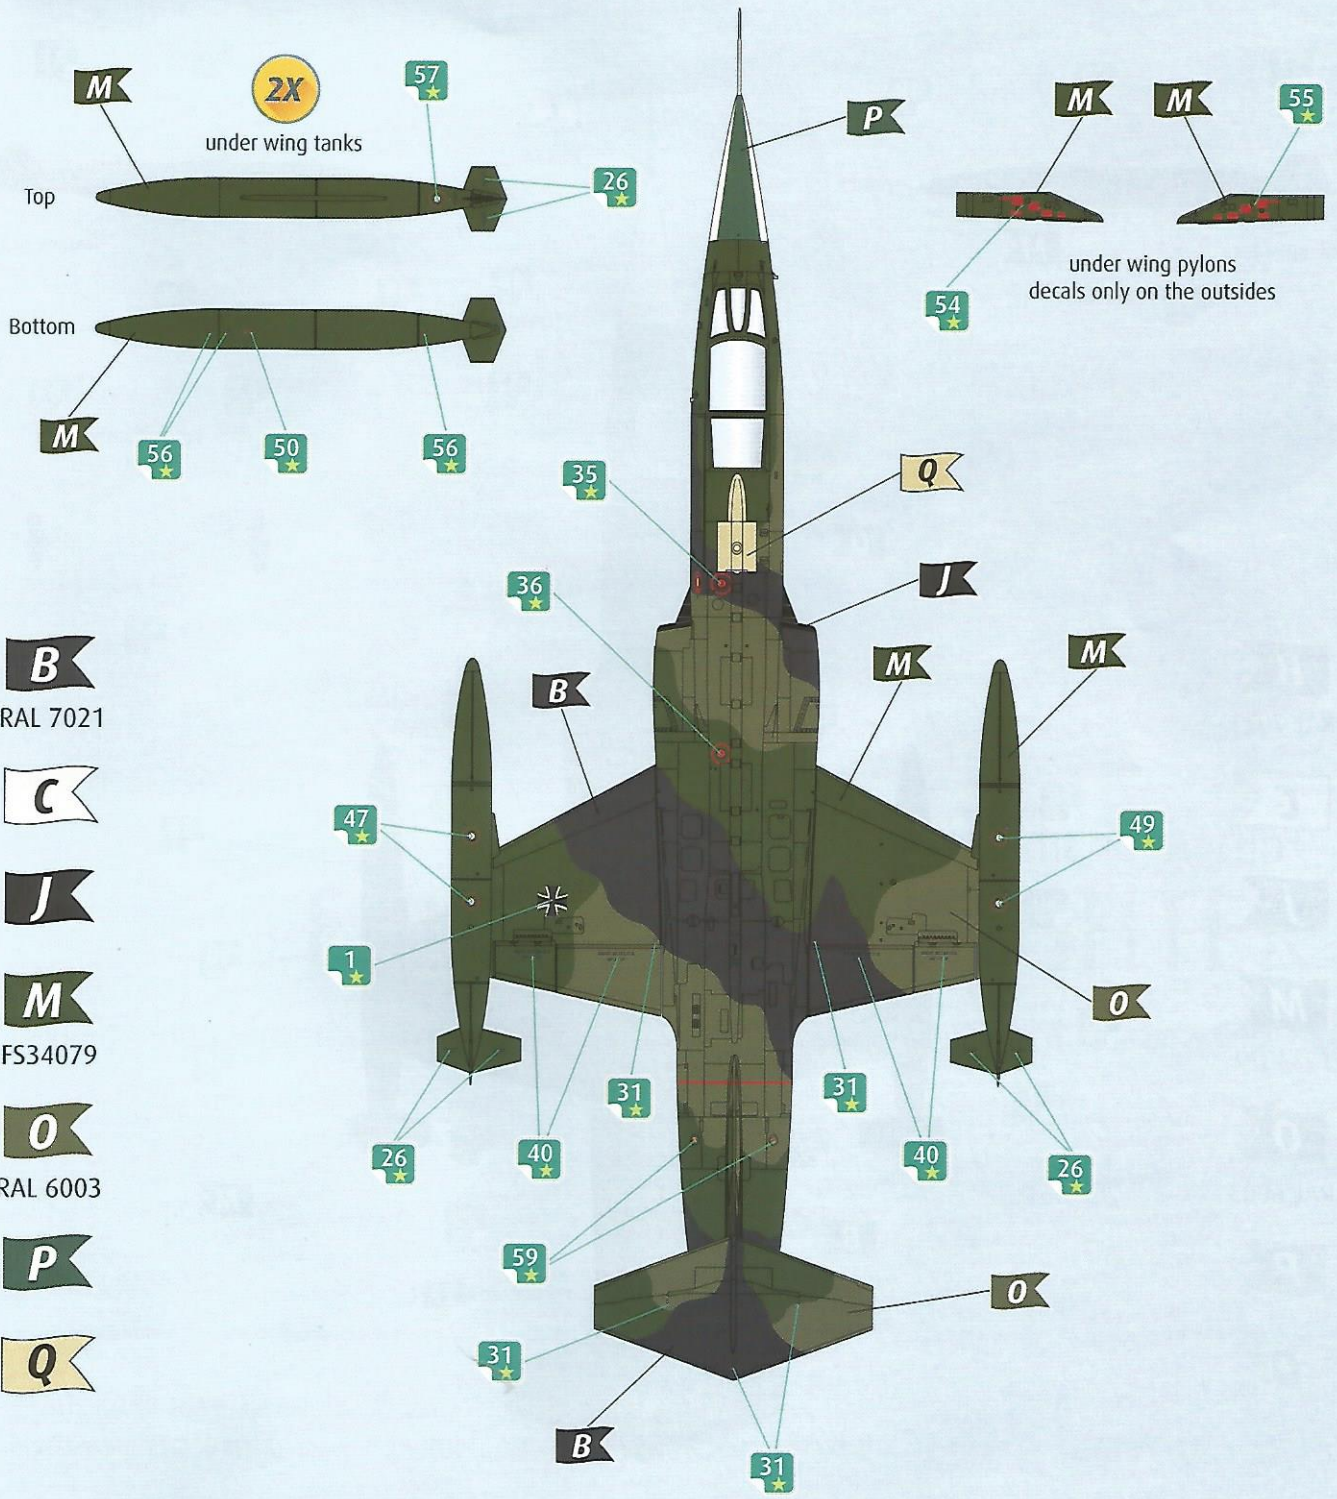 M
2X
57
under wing tanks
Top
26
Bottom
M
56
50
56
P
M
M
55
under wing pylons
decals only on the outsides
54
35
Q
36
J
B
M
M
B
RAL 7021
C
J
M
FS34079
O
RAL 6003
P
Q
47
49
1
O
31
31
26
40
40
26
59
O
31
B
31